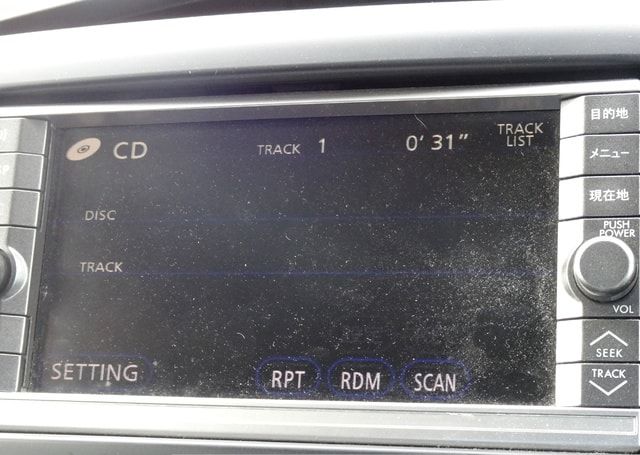 CD
TRACK 1
0' 31"
TRACK
LIST
DISC
TRACK
SETTING
RPT
RDM
SCAN
目的地
メニュー
現在地
PUSH
POWER
VOL
SEEK
TRACK